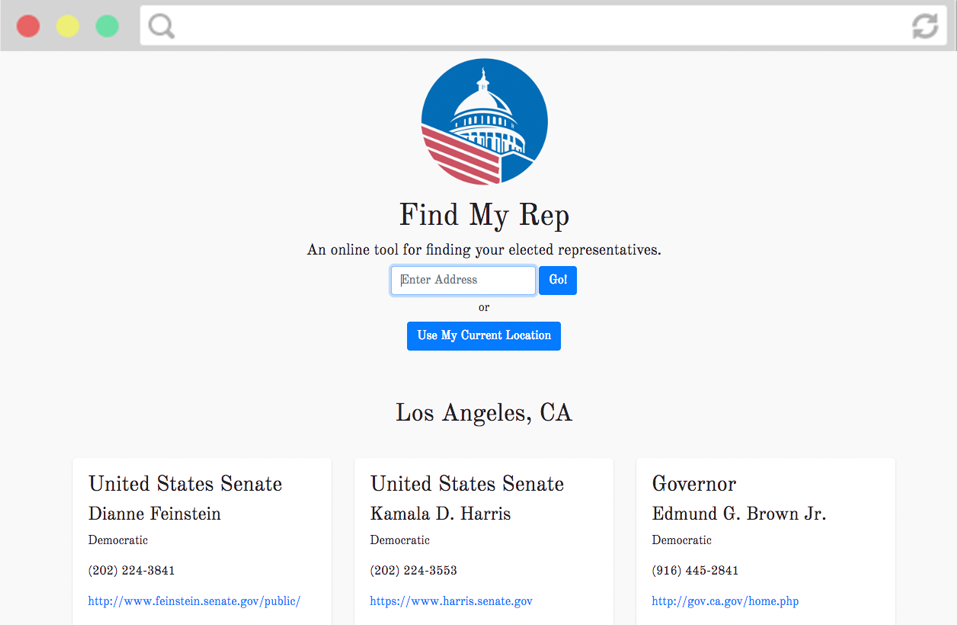 Find My Rep
An online tool for finding your elected representatives.
Enter Address
Go!
or
Use My Current Location
Los Angeles, CA
United States Senate
Dianne Feinstein
Democratic
(202) 224-3841
http://www.feinstein.senate.gov/public/
United States Senate
Kamala D. Harris
Democratic
(202) 224-3553
https://www.harris.senate.gov
Governor
Edmund G. Brown Jr.
Democratic
(916) 445-2841
http://gov.ca.gov/home.php